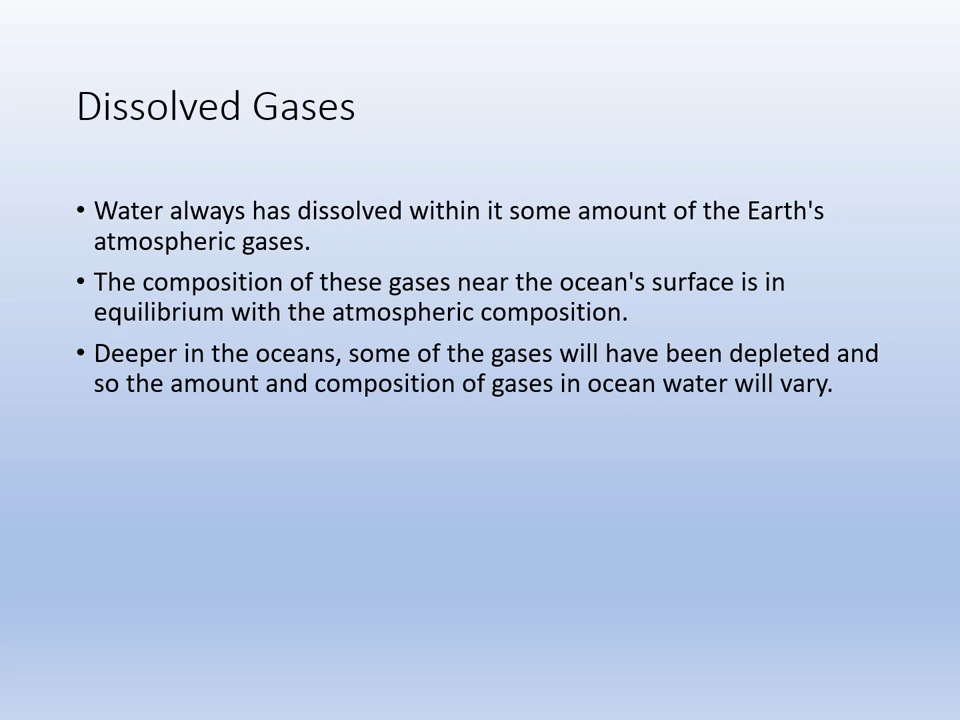 Dissolved Gases
• Water always has dissolved within it some amount of the Earth's
atmospheric gases.
• The composition of these gases near the ocean's surface is in
equilibrium with the atmospheric composition.
• Deeper in the oceans, some of the gases will have been depleted and
so the amount and composition of gases in ocean water will vary.